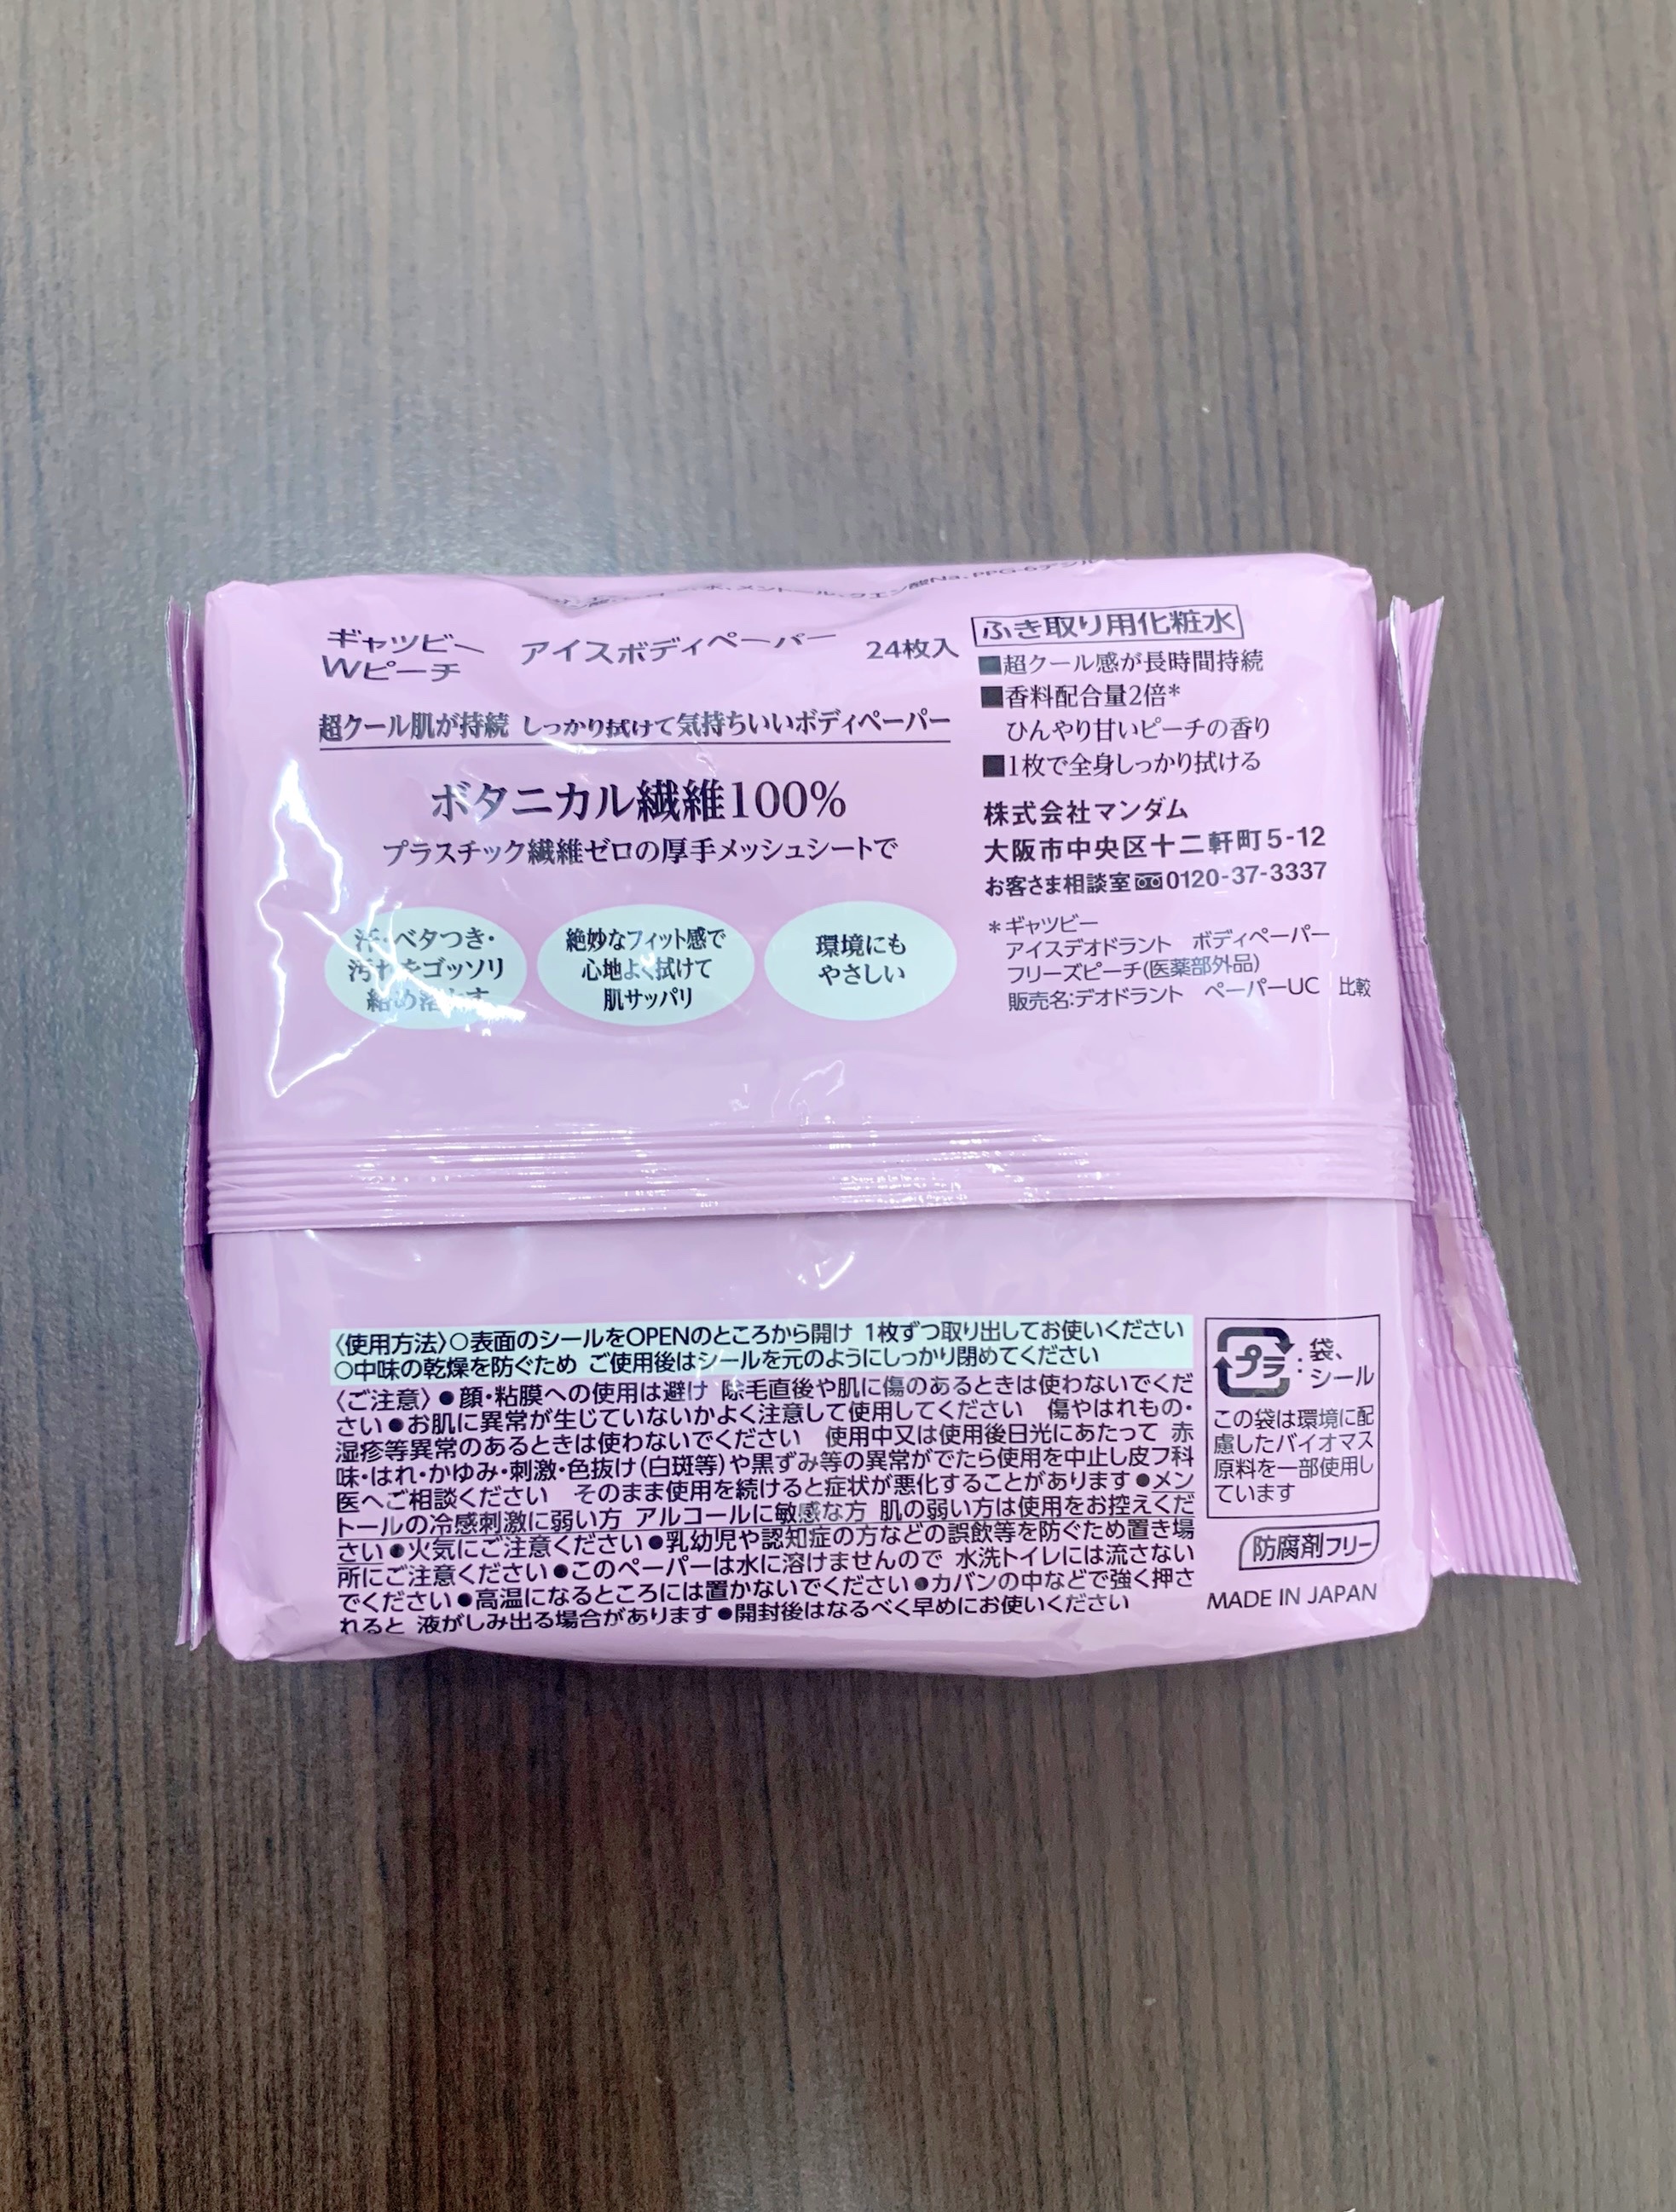 メントール、クエン酸Na、PPG-6デシル
ギャツビー アイスボディペーパー 24枚入
Wピーチ
超クール肌が持続 しっかり拭けて気持ちいいボディペーパー
ボタニカル繊維100%
プラスチック繊維ゼロの厚手メッシュシートで
汗・ベタつき・
汚れをゴッソリ
絡め落とす
絶妙なフィット感で
心地よく拭けて
肌サッパリ
環境にも
やさしい
ふき取り用化粧水
■超クール感が長時間持続
■香料配合量2倍*
ひんやり甘いピーチの香り
■1枚で全身しっかり拭ける
株式会社マンダム
大阪市中央区十二軒町5-12
お客さま相談室 0120-37-3337
*ギャツビー
アイスデオドラント ボディペーパー
フリーズピーチ(医薬部外品)
販売名:デオドラント ペーパーUC 比較
〈使用方法〉○表面のシールをOPENのところから開け 1枚ずつ取り出してお使いください
○中味の乾燥を防ぐため ご使用後はシールを元のようにしっかり閉めてください
〈ご注意〉●顔・粘膜への使用は避け 除毛直後や肌に傷のあるときは使わないでくだ
さい●お肌に異常が生じていないかよく注意して使用してください 傷やはれもの・
湿疹等異常のあるときは使わないでください 使用中又は使用後日光にあたって 赤
味・はれ・かゆみ・刺激・色抜け(白斑等)や黒ずみ等の異常がでたら使用を中止し皮フ科
医へご相談ください そのまま使用を続けると症状が悪化することがあります●メン
トールの冷感刺激に弱い方 アルコールに敏感な方 肌の弱い方は使用をお控えくだ
さい●火気にご注意ください●乳幼児や認知症の方などの誤飲等を防ぐため置き場
所にご注意ください●このペーパーは水に溶けませんので 水洗トイレには流さない
でください●高温になるところには置かないでください●カバンの中などで強く押さ
れると 液がしみ出る場合があります●開封後はなるべく早めにお使いください
プラ:袋、
シール
この袋は環境に配
慮したバイオマス
原料を一部使用し
ています
防腐剤フリー
MADE IN JAPAN